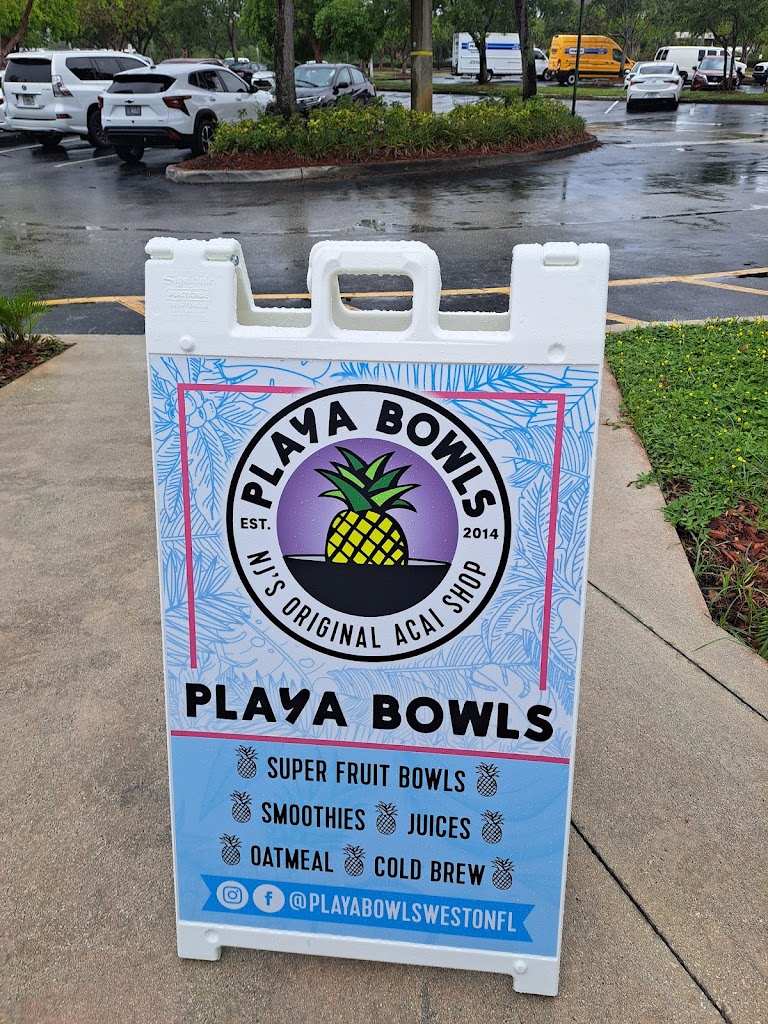 PLAYA BOWLS
EST. 2014
NJ'S ORIGINAL ACAI SHOP
PLAYA BOWLS
SUPER FRUIT BOWLS
SMOOTHIES JUICES
OATMEAL COLD BREW
@PLAYABOWLSWESTONFL